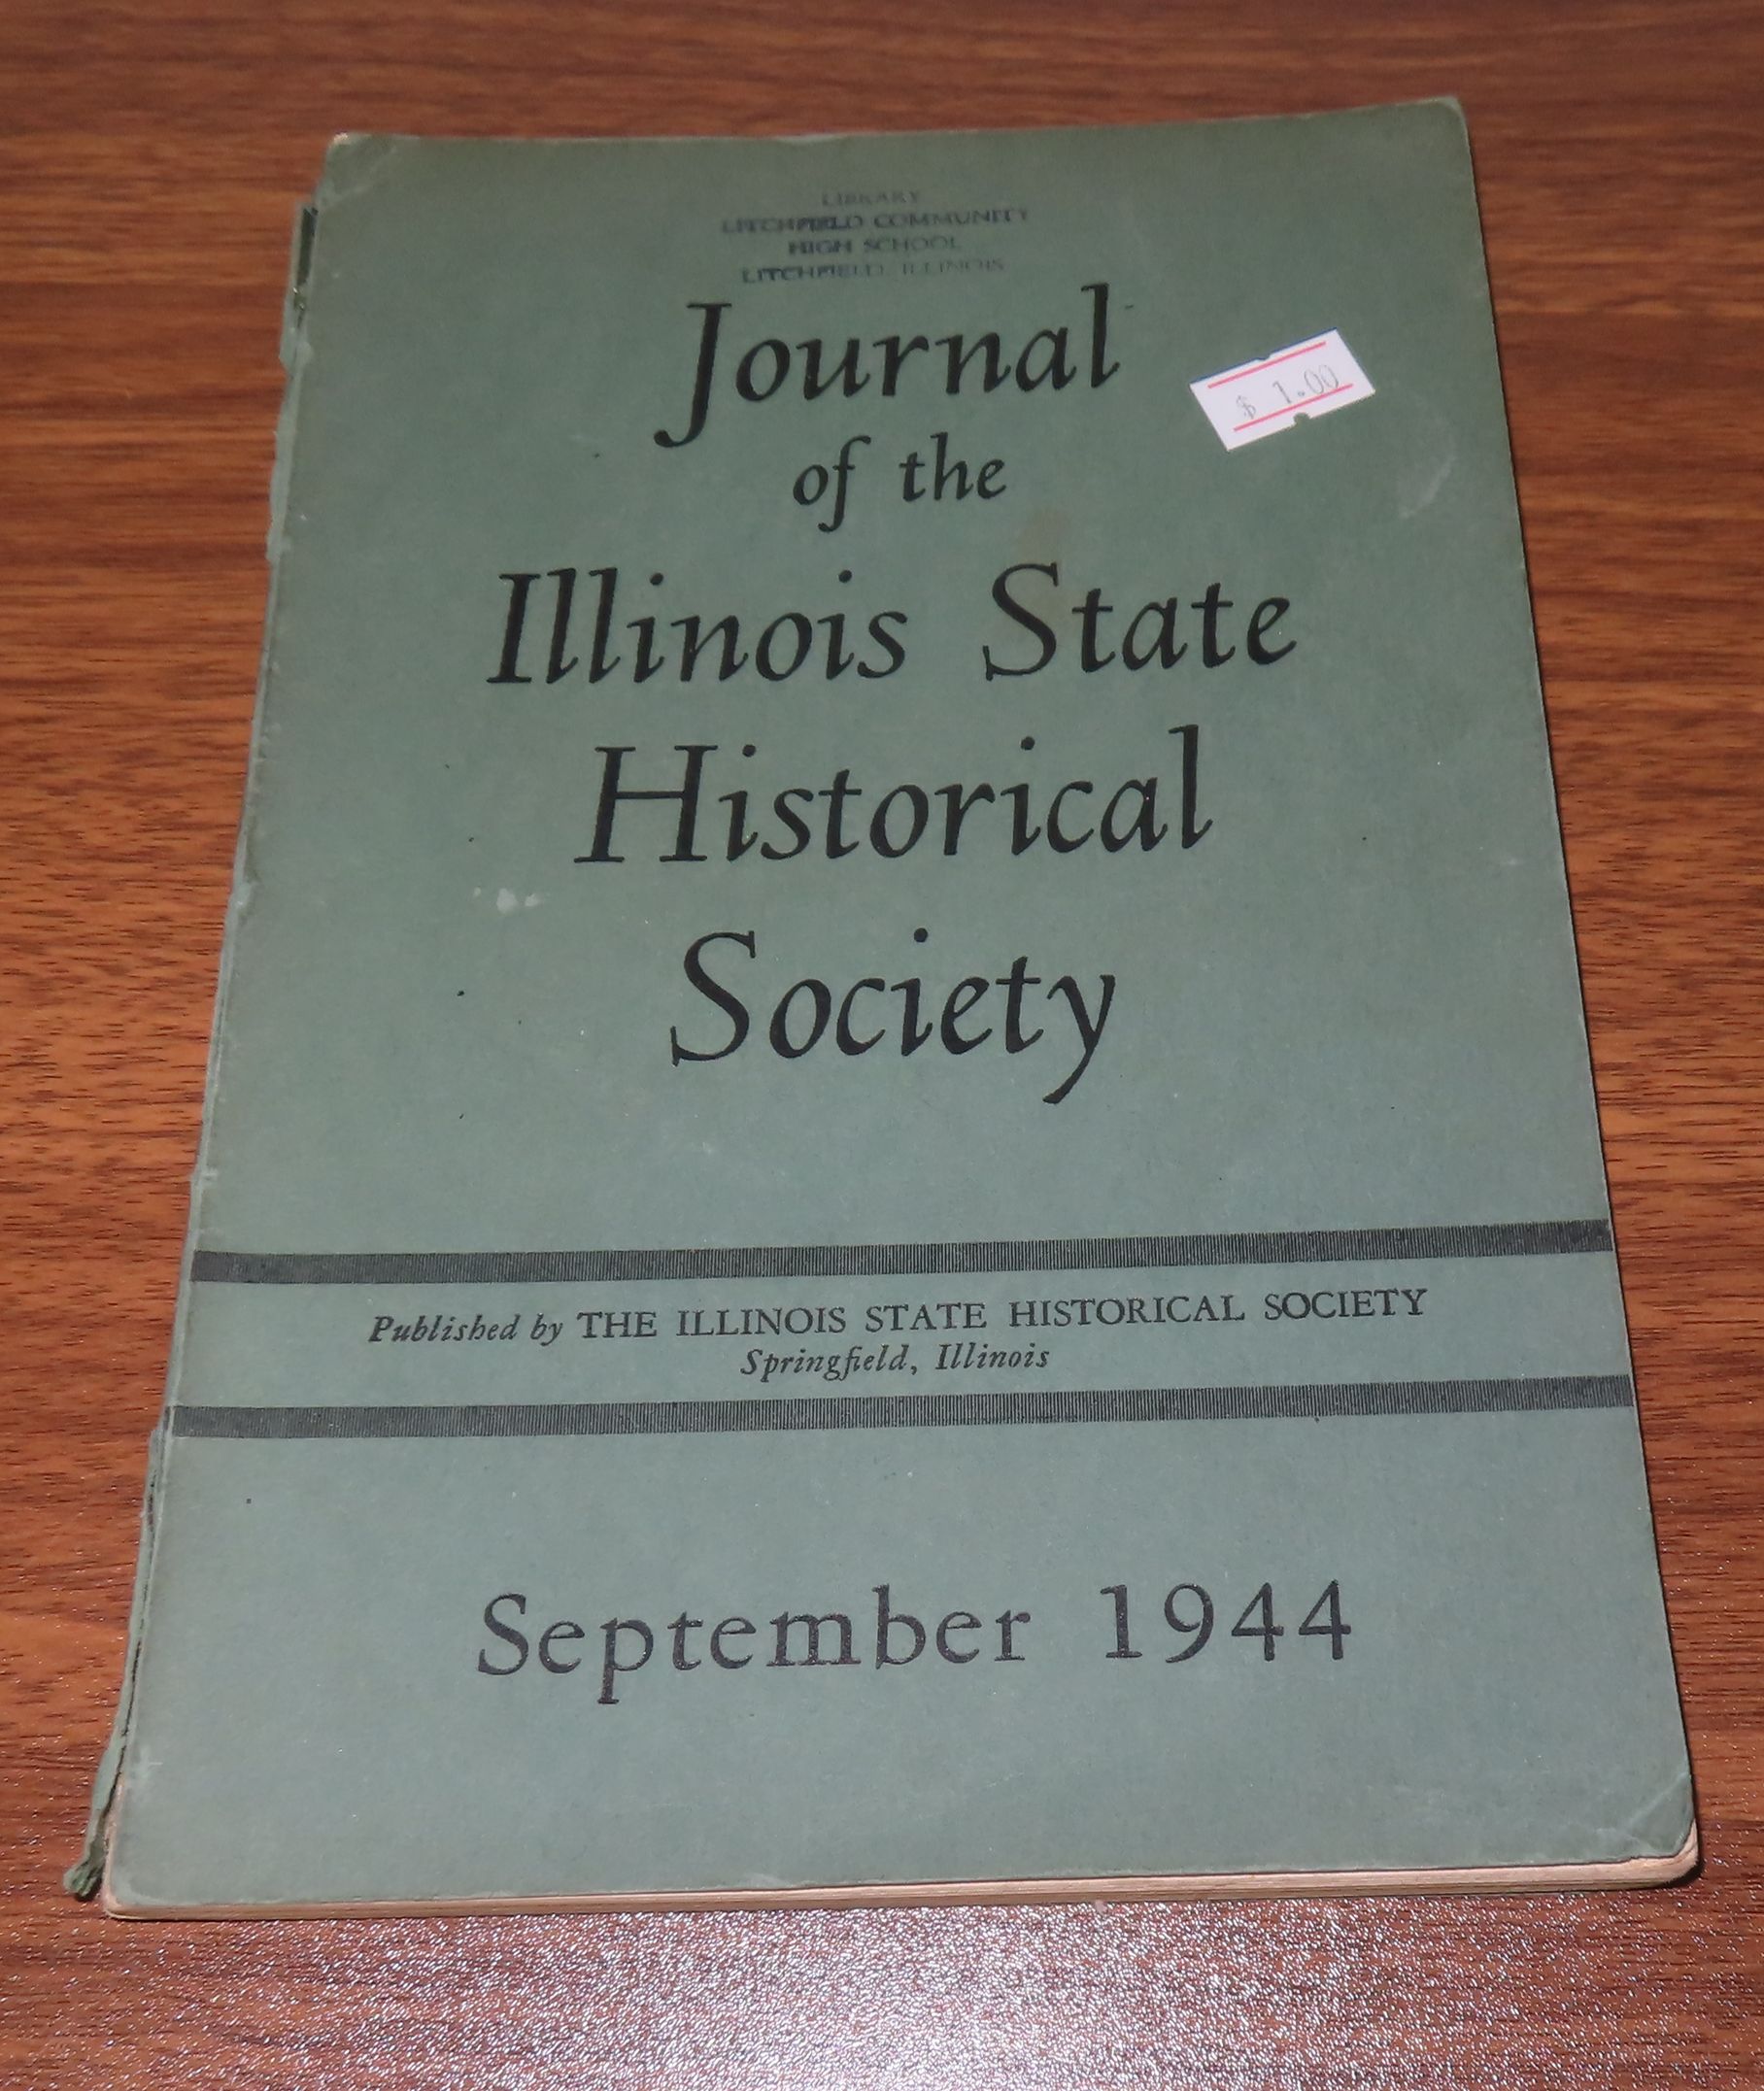 LIBRARY
LITCHFIELD COMMUNITY
HIGH SCHOOL
LITCHFIELD, ILLINOIS
Journal
$ 1.00
of the
Illinois State
Historical
Society
Published by THE ILLINOIS STATE HISTORICAL SOCIETY
Springfield, Illinois
September 1944